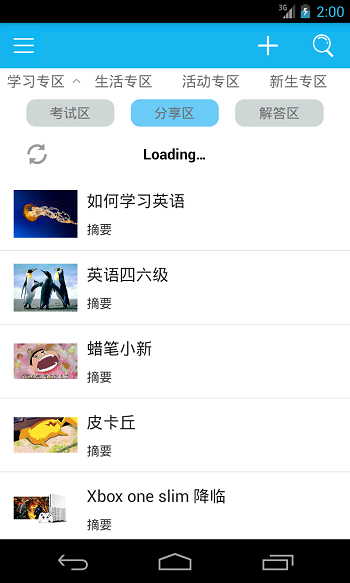 3G 2:00
学习专区 生活专区 活动专区 新生专区
考试区 分享区 解答区
Loading...
如何学习英语
摘要
英语四六级
摘要
蜡笔小新
摘要
皮卡丘
摘要
Xbox one slim 降临
摘要